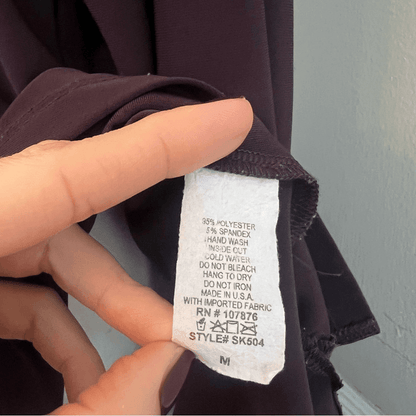 95% POLYESTER
5% SPANDEX
HAND WASH
INSIDE OUT
COLD WATER
DO NOT BLEACH
HANG TO DRY
DO NOT IRON
MADE IN U.S.A.
WITH IMPORTED FABRIC
RN # 107876
STYLE# SK504
M